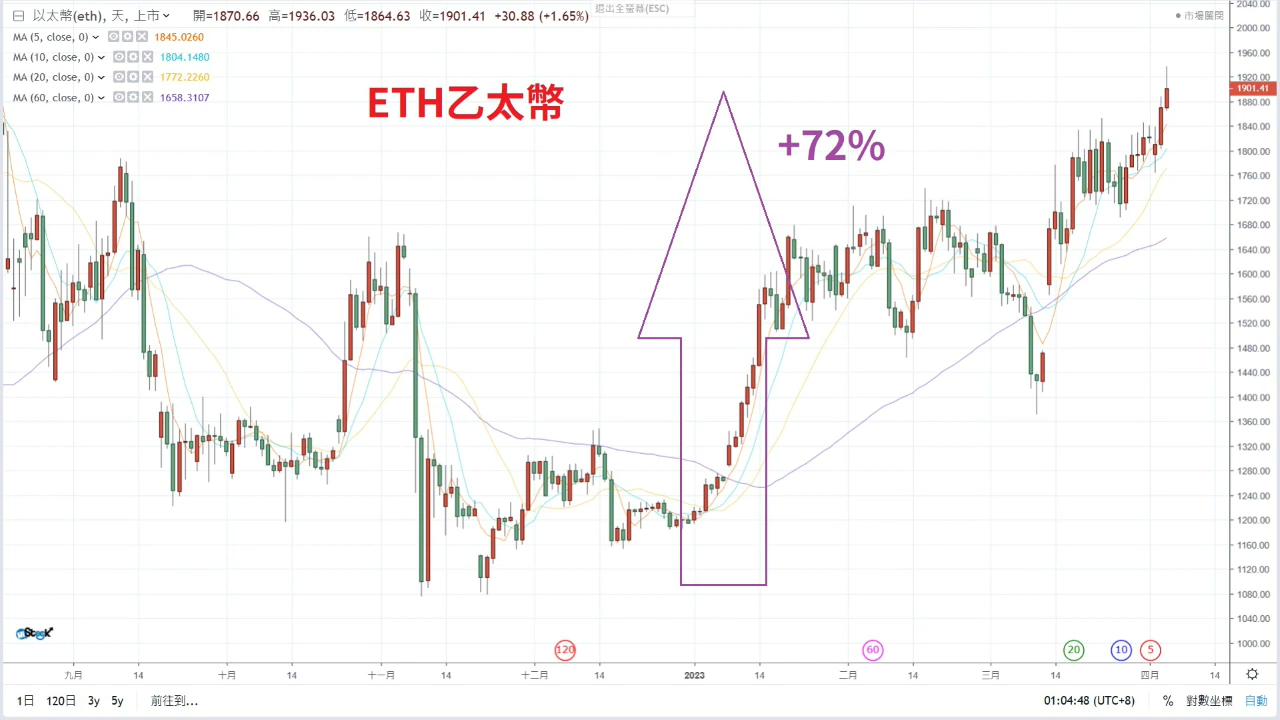 以太幣(eth), 天, 上市 開=1870.66 高=1936.03 低=1864.63 收=1901.41 +30.88 (+1.65%)
退出全螢幕(ESC)
市場關閉
MA (5, close, 0) 1845.0260
MA (10, close, 0) 1804.1480
MA (20, close, 0) 1772.2260
MA (60, close, 0) 1658.3107
ETH乙太幣
+72%
2040.00
2000.00
1960.00
1920.00
1901.41
1880.00
1840.00
1800.00
1760.00
1720.00
1680.00
1640.00
1600.00
1560.00
1520.00
1480.00
1440.00
1400.00
1360.00
1320.00
1280.00
1240.00
1200.00
1160.00
1120.00
1080.00
1040.00
1000.00
120 60 20 10 5
九月 14 十月 14 十一月 14 十二月 14 2023 14 二月 14 三月 14 四月 14
1日 120日 3y 5y 前往到... 01:04:48 (UTC+8) % 對數坐標 自動